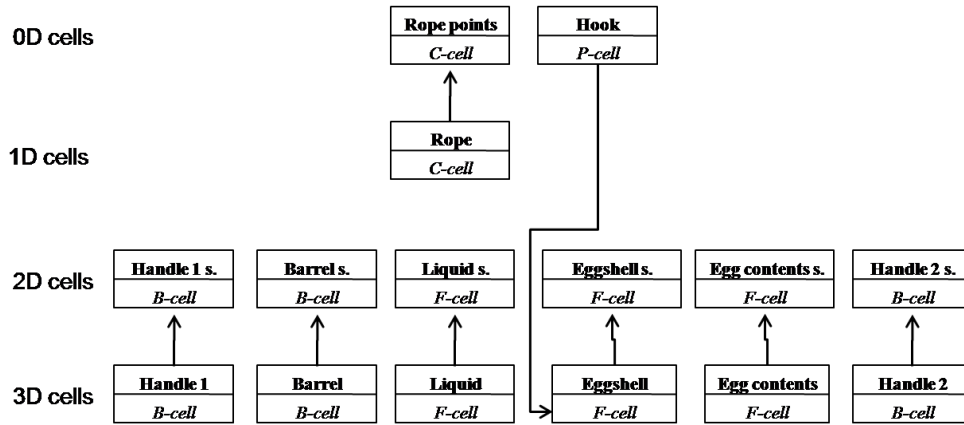 0D cells
Rope points
Hook
C-cell
P-cell
1D cells
Rope
C-cell
2D cells
Handle 1 s.
Barrel s.
Liquid s.
Eggshell s.
Egg contents s.
Handle 2 s.
B-cell
B-cell
F-cell
F-cell
F-cell
B-cell
3D cells
Handle 1
Barrel
Liquid
Eggshell
Egg contents
Handle 2
B-cell
B-cell
F-cell
F-cell
F-cell
B-cell